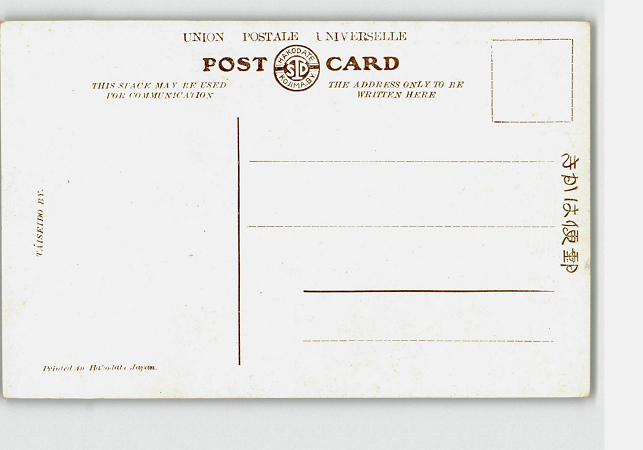 UNION POSTALE UNIVERSELLE
POST CARD
HAKODATE
KOJIMA.BY.
THIS SPACE MAY BE USED
FOR COMMUNICATION
THE ADDRESS ONLY TO BE
WRITTEN HERE
きかは便郵
TAISEIDO BY.
Printed in Hakodate Japan.